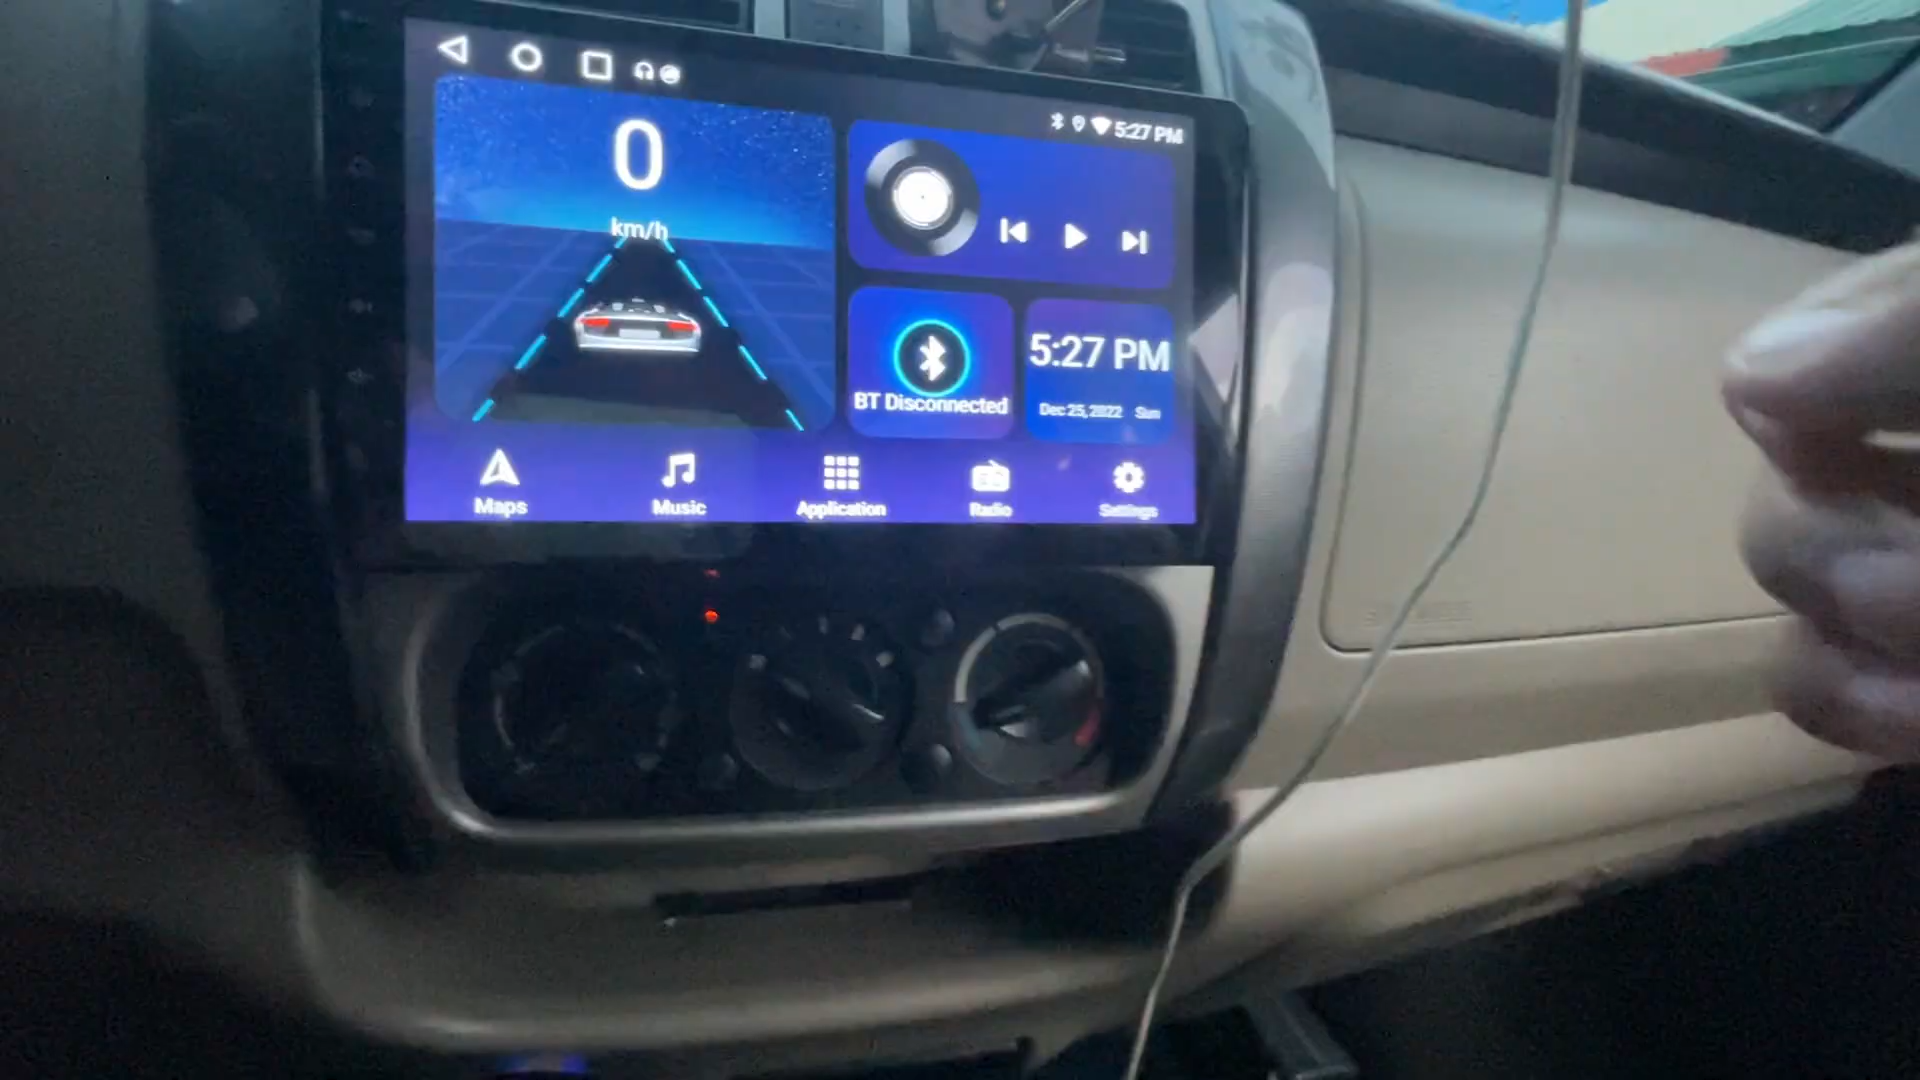 5:27 PM
0
km/h
BT Disconnected
5:27 PM
Dec 25, 2022 Sun
Maps
Music
Application
Radio
Settings